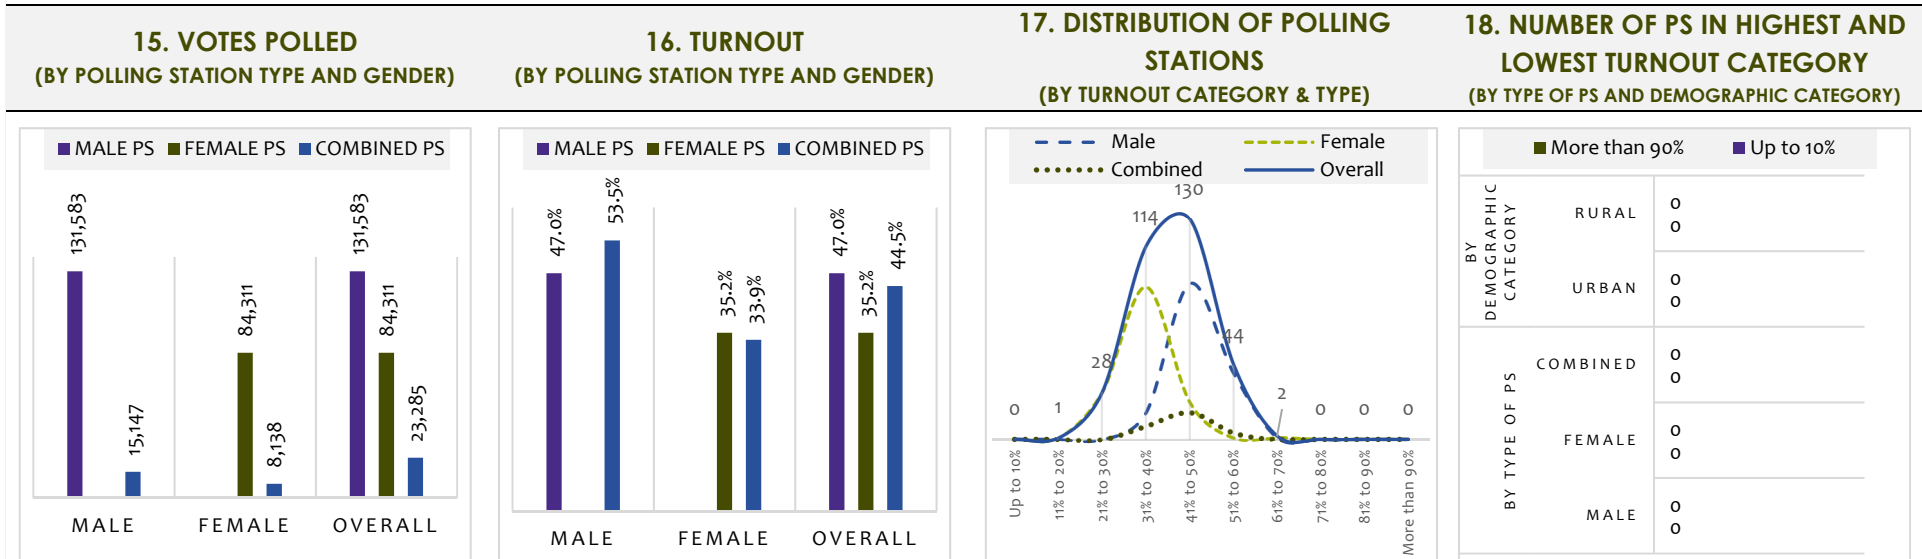 15. VOTES POLLED
(BY POLLING STATION TYPE AND GENDER)
MALE PS FEMALE PS COMBINED PS
131,583
15,147
84,311
8,138
131,583
84,311
23,285
MALE FEMALE OVERALL
16. TURNOUT
(BY POLLING STATION TYPE AND GENDER)
MALE PS FEMALE PS COMBINED PS
47.0%
53.5%
35.2%
33.9%
47.0%
35.2%
44.5%
MALE FEMALE OVERALL
17. DISTRIBUTION OF POLLING
STATIONS
(BY TURNOUT CATEGORY & TYPE)
Male Female
Combined Overall
0 1 28 114 130 44 2 0 0 0
Up to 10%
11% to 20%
21% to 30%
31% to 40%
41% to 50%
51% to 60%
61% to 70%
71% to 80%
81% to 90%
More than 90%
18. NUMBER OF PS IN HIGHEST AND
LOWEST TURNOUT CATEGORY
(BY TYPE OF PS AND DEMOGRAPHIC CATEGORY)
More than 90% Up to 10%
BY
DEMOGRAPHIC
CATEGORY
RURAL
0
0
URBAN
0
0
BY TYPE OF PS
COMBINED
0
0
FEMALE
0
0
MALE
0
0